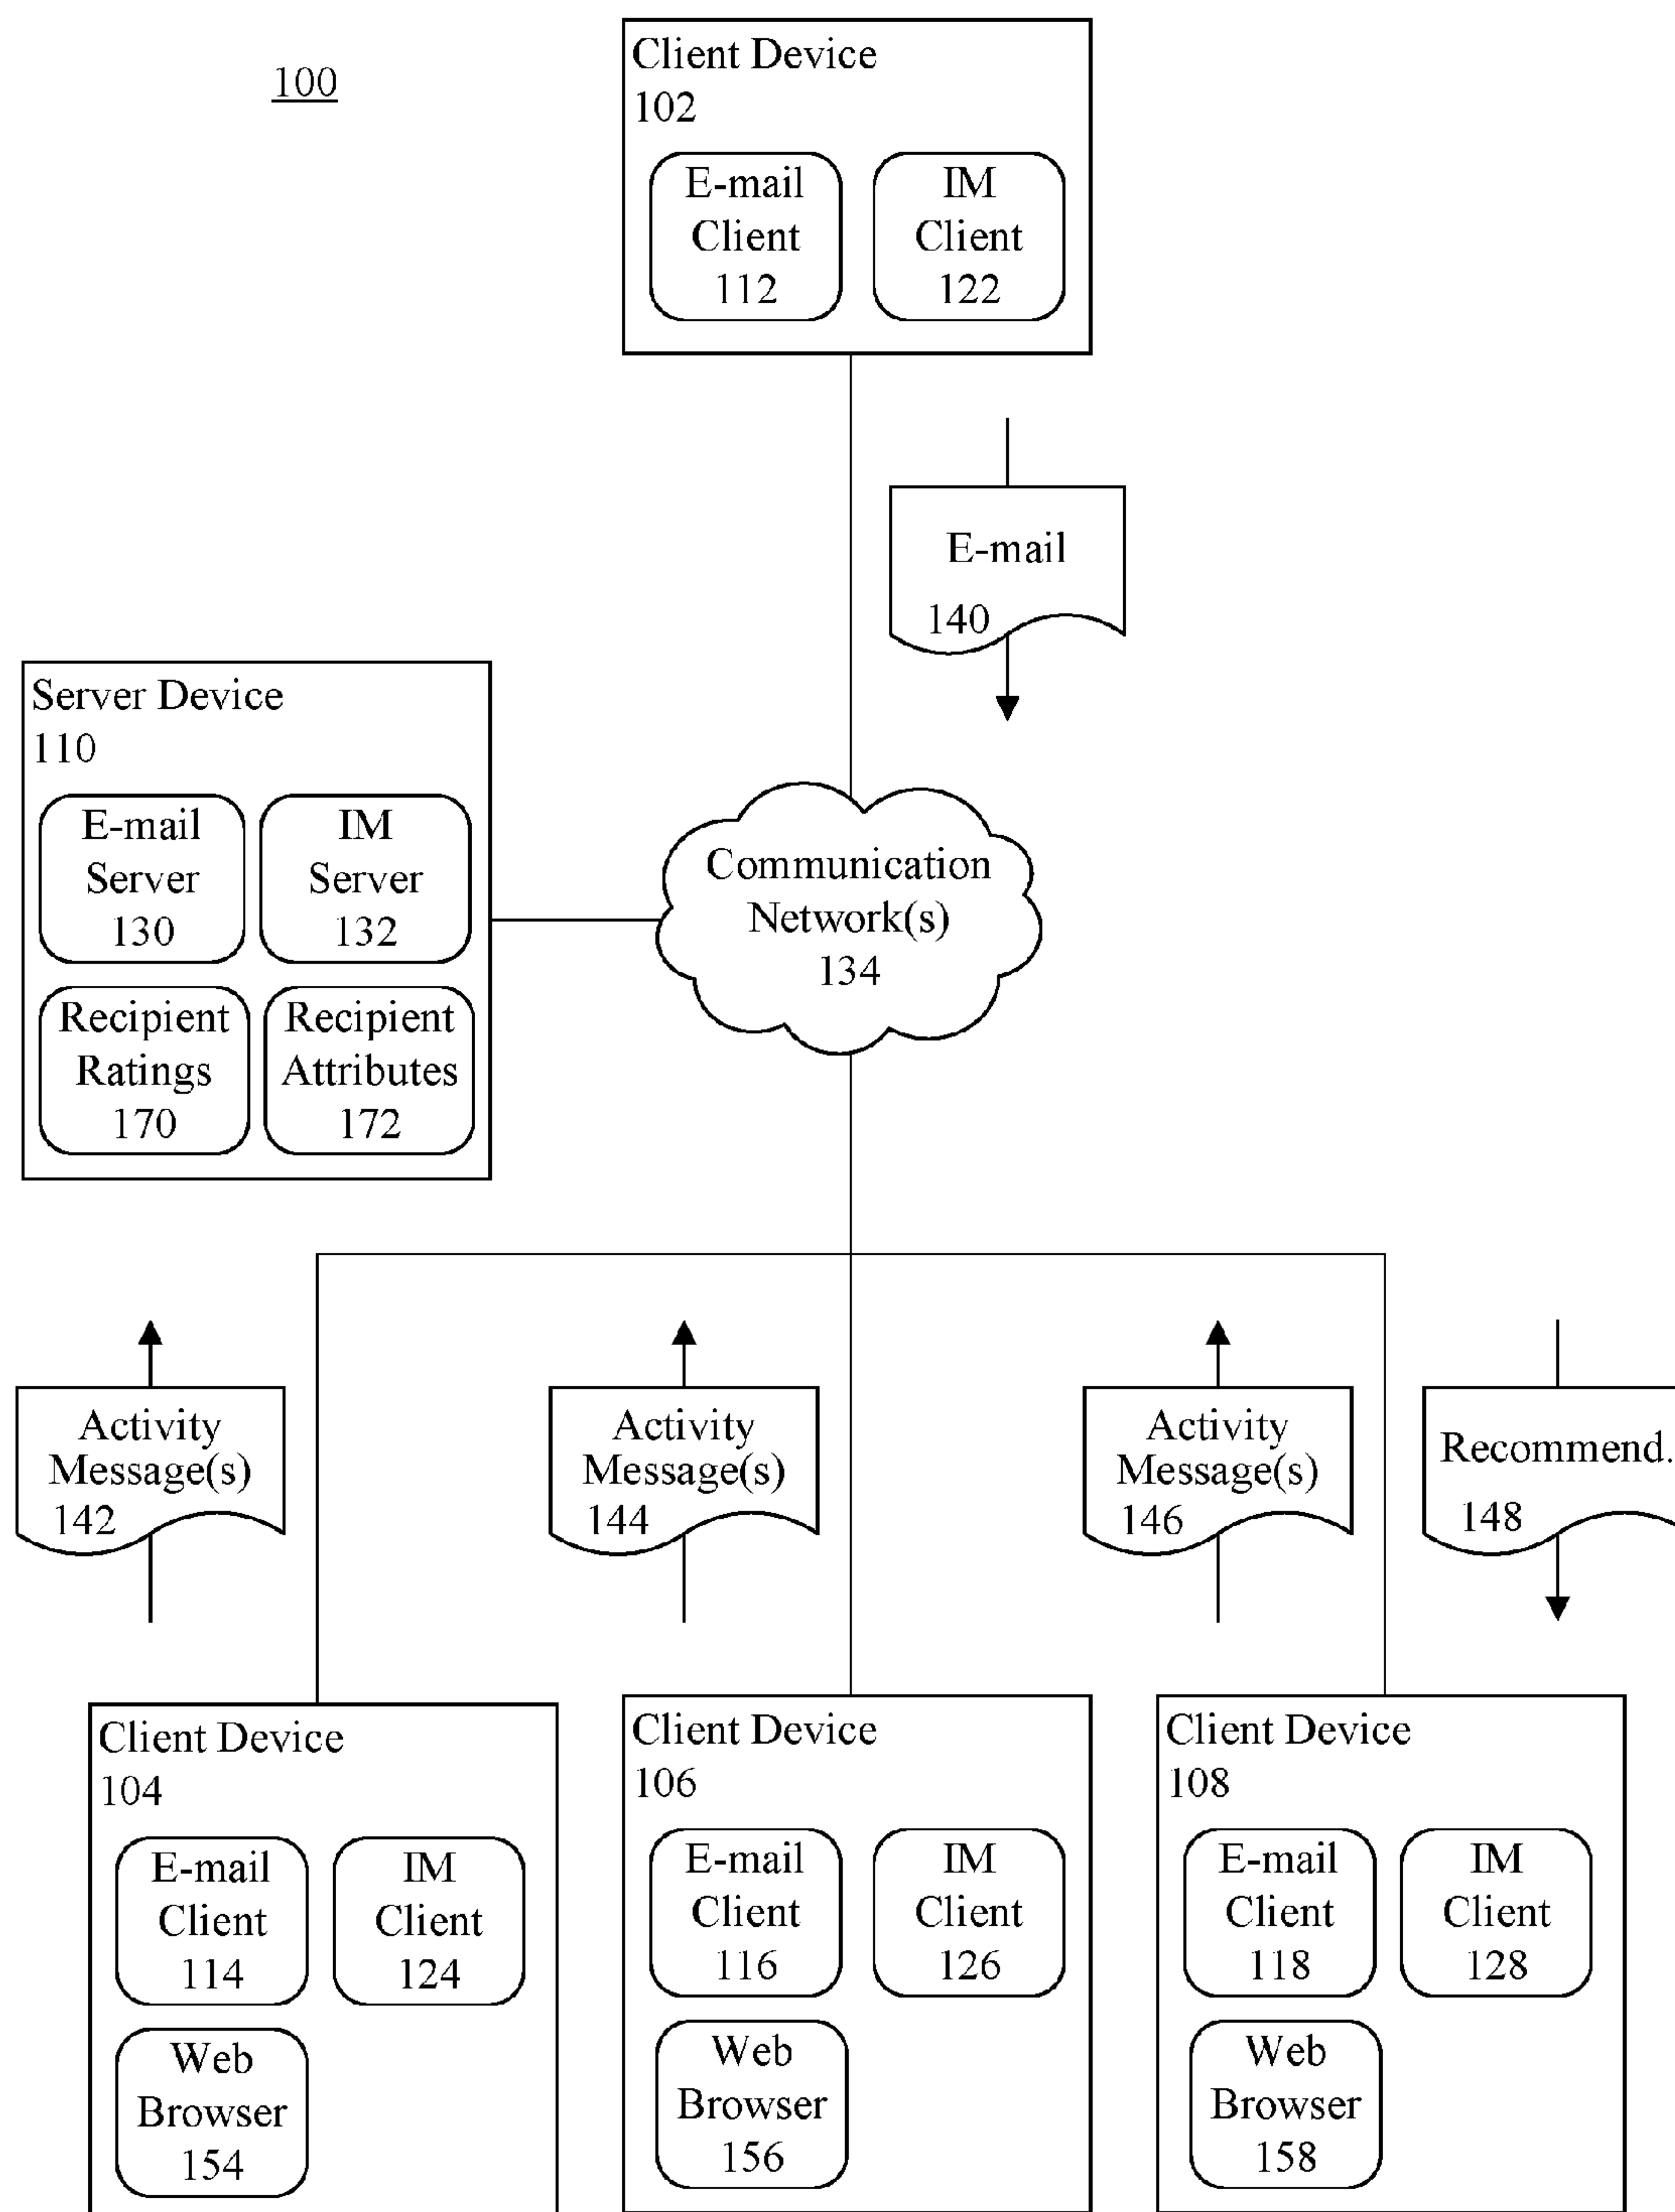 100
Client Device
102
E-mail
Client
112
IM
Client
122
E-mail
140
Server Device
110
E-mail
Server
130
IM
Server
132
Recipient
Ratings
170
Recipient
Attributes
172
Communication
Network(s)
134
Activity
Message(s)
142
Activity
Message(s)
144
Activity
Message(s)
146
Recommend.
148
Client Device
104
E-mail
Client
114
IM
Client
124
Web
Browser
154
Client Device
106
E-mail
Client
116
IM
Client
126
Web
Browser
156
Client Device
108
E-mail
Client
118
IM
Client
128
Web
Browser
158